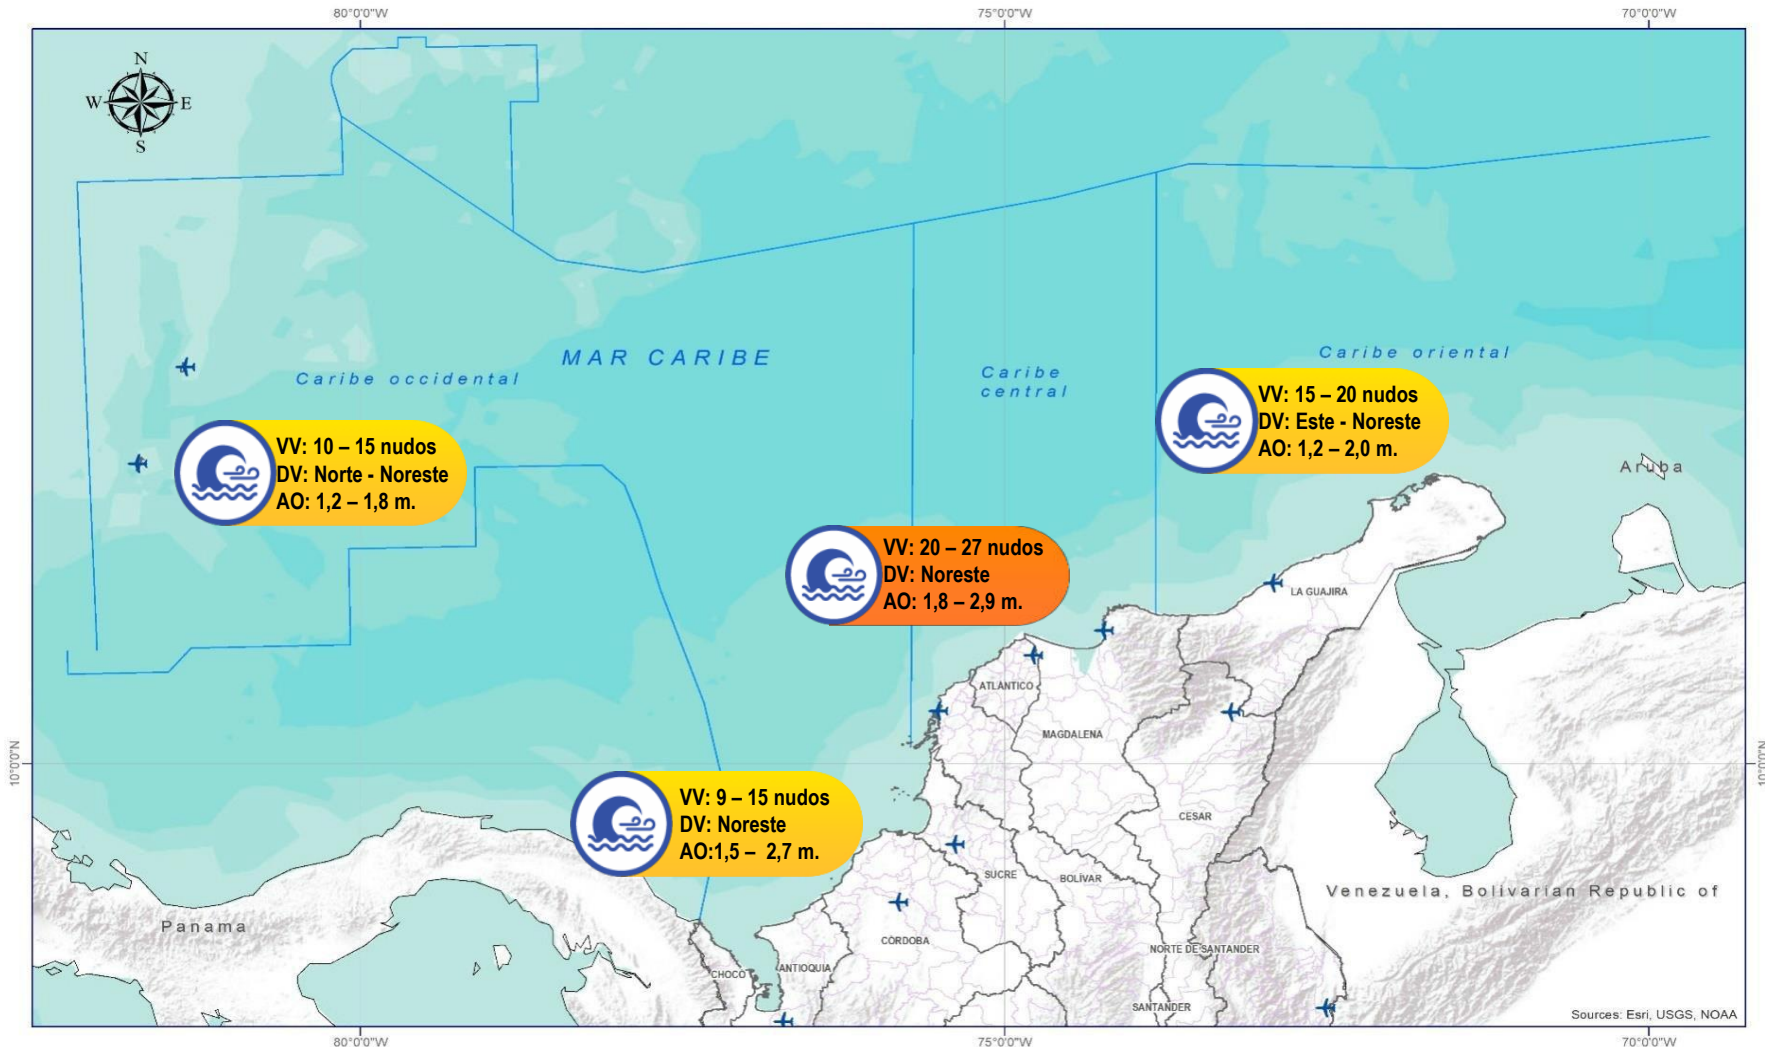 80°0'0"W
75°0'0"W
70°0'0"W
N
W
E
S
MAR CARIBE
Caribe occidental
Caribe
central
Caribe oriental
VV: 15 – 20 nudos
DV: Este - Noreste
AO: 1,2 – 2,0 m.
VV: 10 – 15 nudos
DV: Norte - Noreste
AO: 1,2 – 1,8 m.
Aruba
VV: 20 – 27 nudos
DV: Noreste
AO: 1,8 – 2,9 m.
LA GUAJIRA
ATLÁNTICO
MAGDALENA
10°0'0"N
10°0'0"N
VV: 9 – 15 nudos
DV: Noreste
AO:1,5 –  2,7 m.
CESAR
SUCRE
BOLÍVAR
Venezuela, Bolivarian Republic of
Panama
CÓRDOBA
NORTE DE SANTANDER
CHOCÓ
ANTIOQUIA
SANTANDER
Sources: Esri, USGS, NOAA
80°0'0"W
75°0'0"W
70°0'0"W